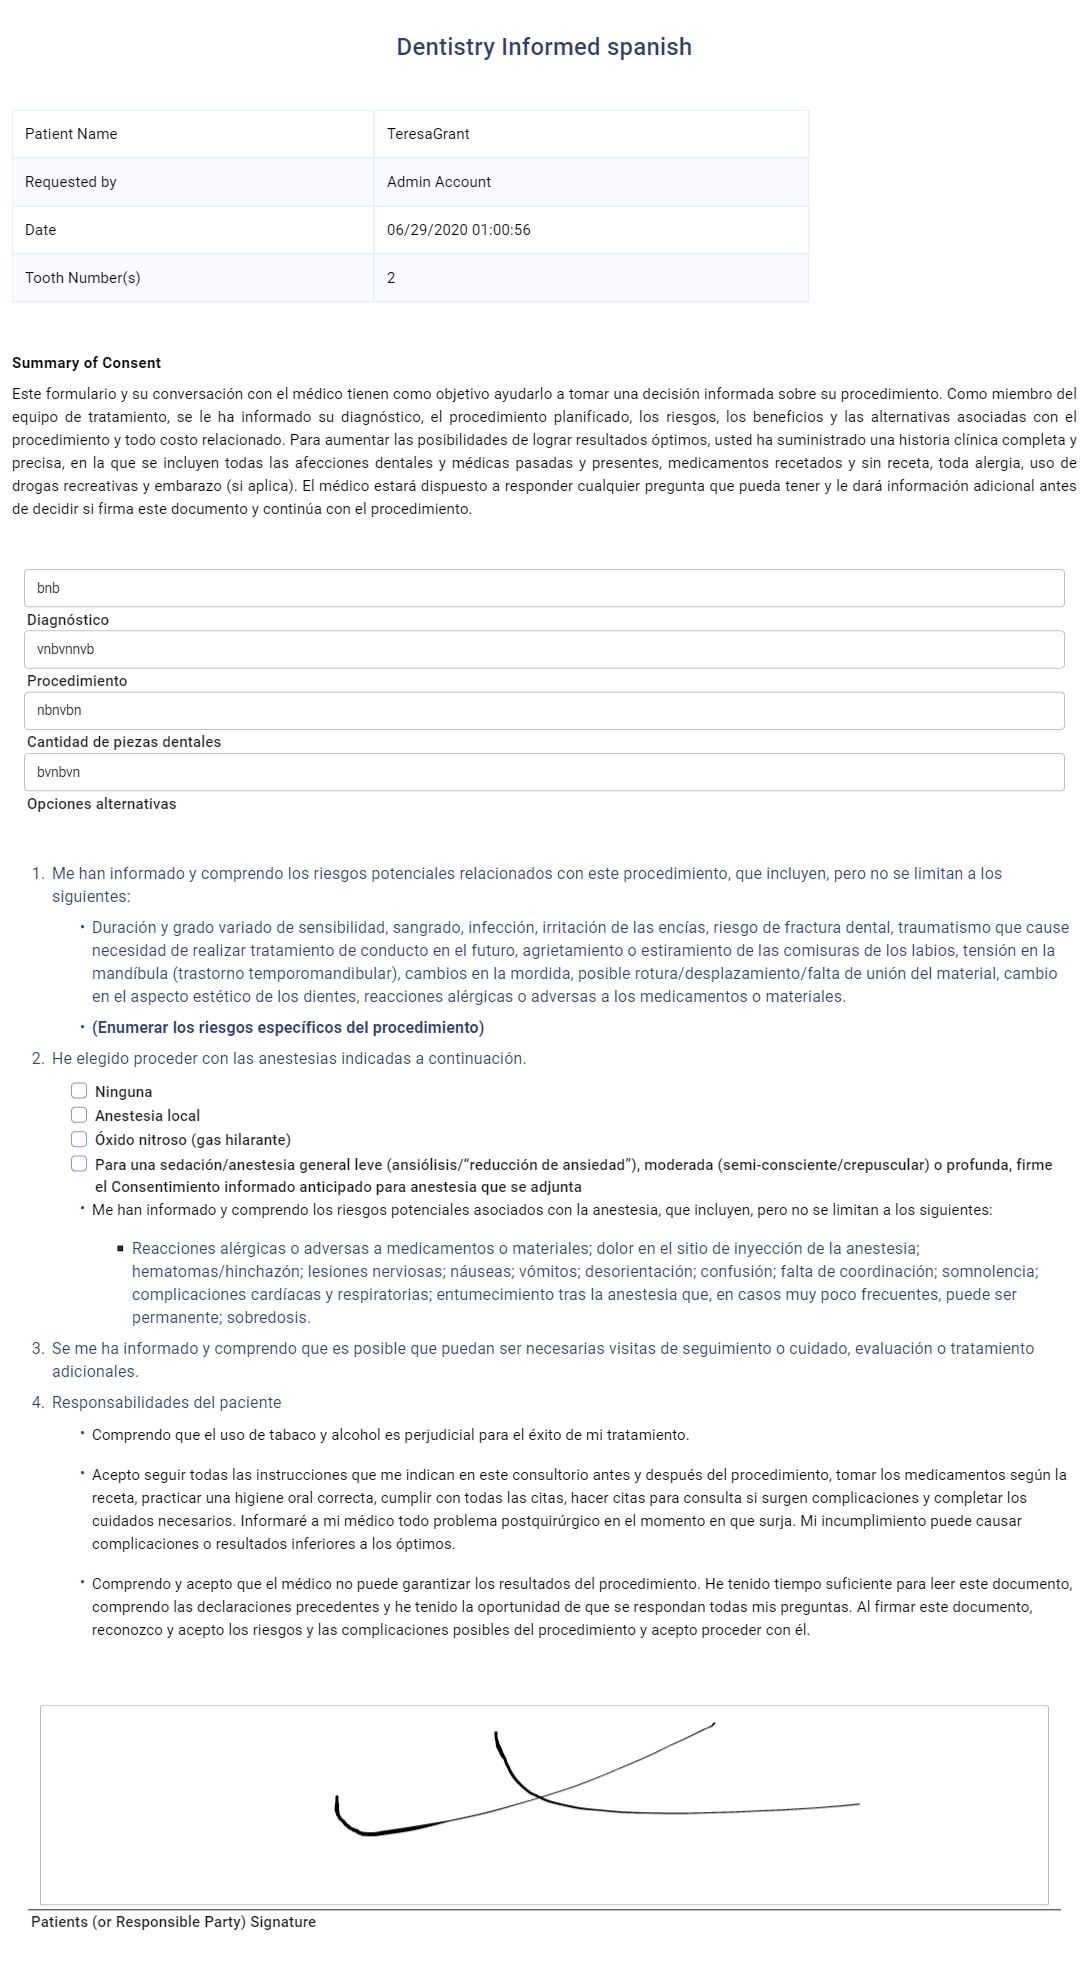 Dentistry Informed spanish
Patient Name TeresaGrant
Requested by Admin Account
Date 06/29/2020 01:00:56
Tooth Number(s) 2
Summary of Consent
Este formulario y su conversación con el médico tienen como objetivo ayudarlo a tomar una decisión informada sobre su procedimiento. Como miembro del
equipo de tratamiento, se le ha informado su diagnóstico, el procedimiento planificado, los riesgos, los beneficios y las alternativas asociadas con el
procedimiento y todo costo relacionado. Para aumentar las posibilidades de lograr resultados óptimos, usted ha suministrado una historia clínica completa y
precisa, en la que se incluyen todas las afecciones dentales y médicas pasadas y presentes, medicamentos recetados y sin receta, toda alergia, uso de
drogas recreativas y embarazo (si aplica). El médico estará dispuesto a responder cualquier pregunta que pueda tener y le dará información adicional antes
de decidir si firma este documento y continúa con el procedimiento.
bnb
Diagnóstico
vnbvnnvb
Procedimiento
nbnvbn
Cantidad de piezas dentales
bvnbvn
Opciones alternativas
1. Me han informado y comprendo los riesgos potenciales relacionados con este procedimiento, que incluyen, pero no se limitan a los
siguientes:
• Duración y grado variado de sensibilidad, sangrado, infección, irritación de las encías, riesgo de fractura dental, traumatismo que cause
necesidad de realizar tratamiento de conducto en el futuro, agrietamiento o estiramiento de las comisuras de los labios, tensión en la
mandíbula (trastorno temporomandibular), cambios en la mordida, posible rotura/desplazamiento/falta de unión del material, cambio
en el aspecto estético de los dientes, reacciones alérgicas o adversas a los medicamentos o materiales.
• (Enumerar los riesgos específicos del procedimiento)
2. He elegido proceder con las anestesias indicadas a continuación.
Ninguna
Anestesia local
Óxido nitroso (gas hilarante)
Para una sedación/anestesia general leve (ansiólisis/“reducción de ansiedad”), moderada (semi-consciente/crepuscular) o profunda, firme
el Consentimiento informado anticipado para anestesia que se adjunta
• Me han informado y comprendo los riesgos potenciales asociados con la anestesia, que incluyen, pero no se limitan a los siguientes:
▪ Reacciones alérgicas o adversas a medicamentos o materiales; dolor en el sitio de inyección de la anestesia;
hematomas/hinchazón; lesiones nerviosas; náuseas; vómitos; desorientación; confusión; falta de coordinación; somnolencia;
complicaciones cardíacas y respiratorias; entumecimiento tras la anestesia que, en casos muy poco frecuentes, puede ser
permanente; sobredosis.
3. Se me ha informado y comprendo que es posible que puedan ser necesarias visitas de seguimiento o cuidado, evaluación o tratamiento
adicionales.
4. Responsabilidades del paciente
• Comprendo que el uso de tabaco y alcohol es perjudicial para el éxito de mi tratamiento.
• Acepto seguir todas las instrucciones que me indican en este consultorio antes y después del procedimiento, tomar los medicamentos según la
receta, practicar una higiene oral correcta, cumplir con todas las citas, hacer citas para consulta si surgen complicaciones y completar los
cuidados necesarios. Informaré a mi médico todo problema postquirúrgico en el momento en que surja. Mi incumplimiento puede causar
complicaciones o resultados inferiores a los óptimos.
• Comprendo y acepto que el médico no puede garantizar los resultados del procedimiento. He tenido tiempo suficiente para leer este documento,
comprendo las declaraciones precedentes y he tenido la oportunidad de que se respondan todas mis preguntas. Al firmar este documento,
reconozco y acepto los riesgos y las complicaciones posibles del procedimiento y acepto proceder con él.
Patients (or Responsible Party) Signature